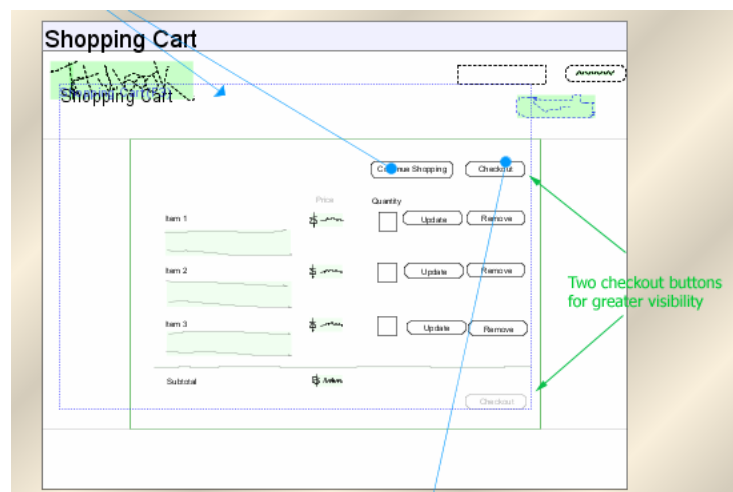 Shopping Cart
Shopping Cart
Continue Shopping
Checkout
Price
Quantity
Item 1
Update
Remove
Item 2
Update
Remove
Two checkout buttons
for greater visibility
Item 3
Update
Remove
Subtotal
Checkout